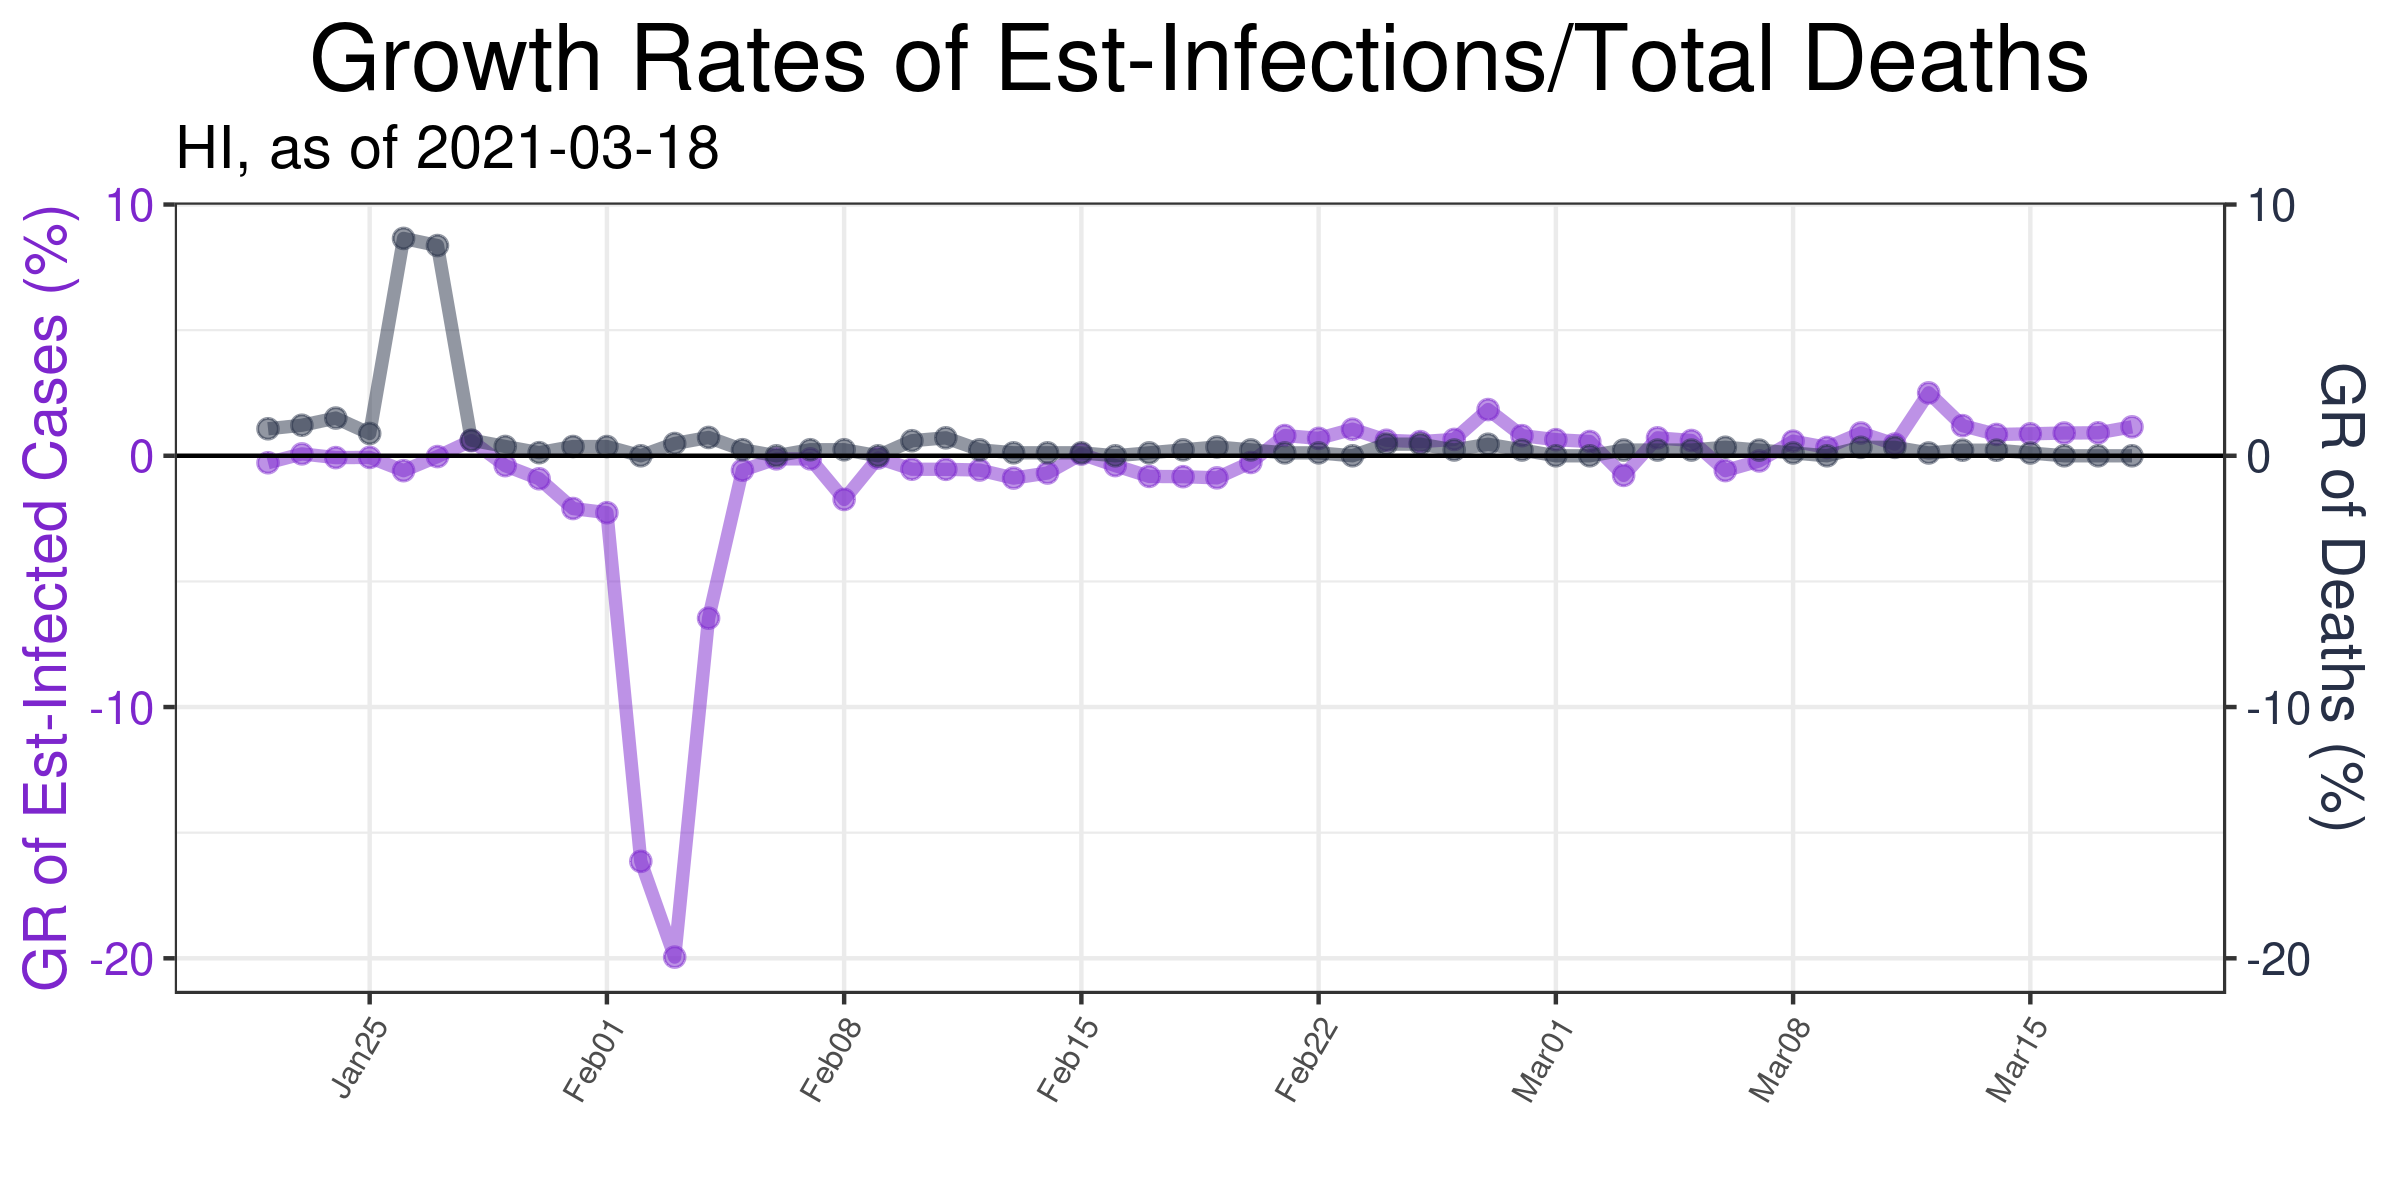 Growth Rates of Est-Infections/Total Deaths
HI, as of 2021-03-18
GR of Est-Infected Cases (%)
10
0
-10
-20
10
0
-10
-20
GR of Deaths (%)
Jan25
Feb01
Feb08
Feb15
Feb22
Mar01
Mar08
Mar15